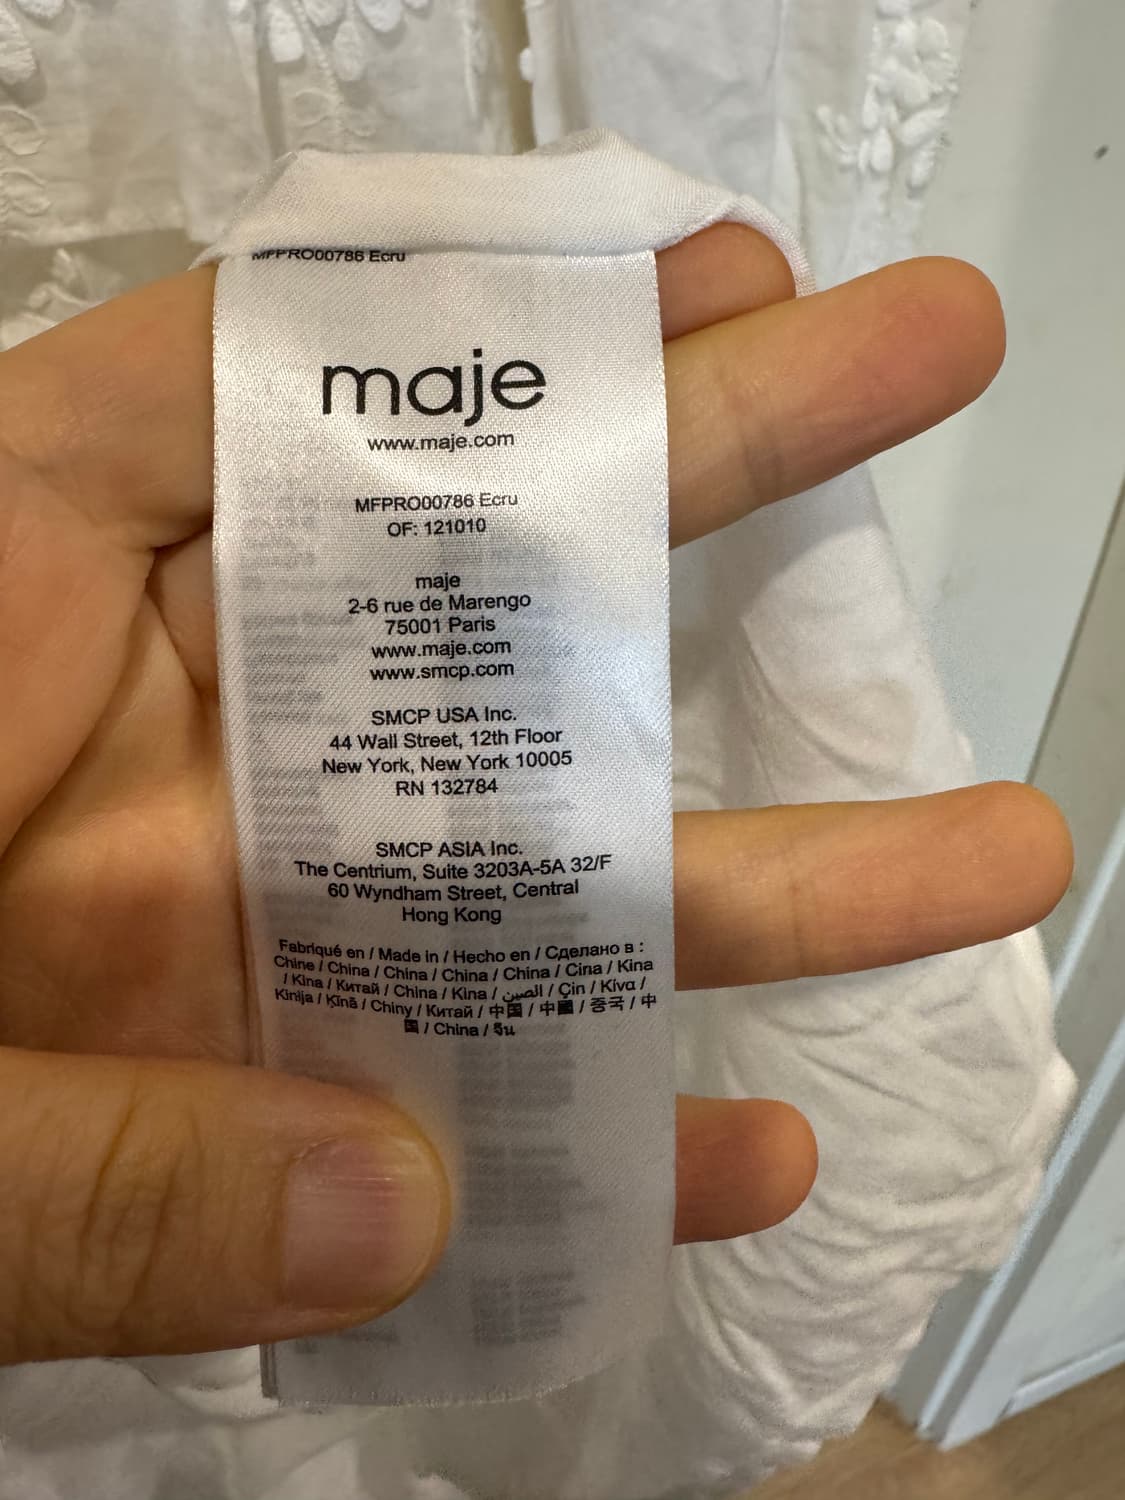 MFPRO00786 Ecru
maje
www.maje.com
MFPRO00786 Ecru
OF: 121010
maje
2-6 rue de Marengo
75001 Paris
www.maje.com
www.smcp.com
SMCP USA Inc.
44 Wall Street, 12th Floor
New York, New York 10005
RN 132784
SMCP ASIA Inc.
The Centrium, Suite 3203A-5A 32/F
60 Wyndham Street, Central
Hong Kong
Fabriqué en / Made in / Hecho en / Сделано в :
Chine / China / China / China / China / Cina / Kina
/ Kina / Китай / China / Kina / الصين / Çin / Κίνα /
Kinija / Ķīnā / Chiny / Китай / 中国 / 中國 / 중국 / 中
国 / China / จีน